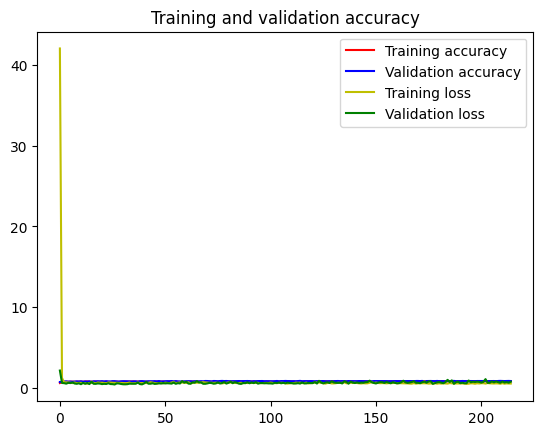 Training and validation accuracy
Training accuracy
Validation accuracy
Training loss
Validation loss
40
30
20
10
0
0
50
100
150
200